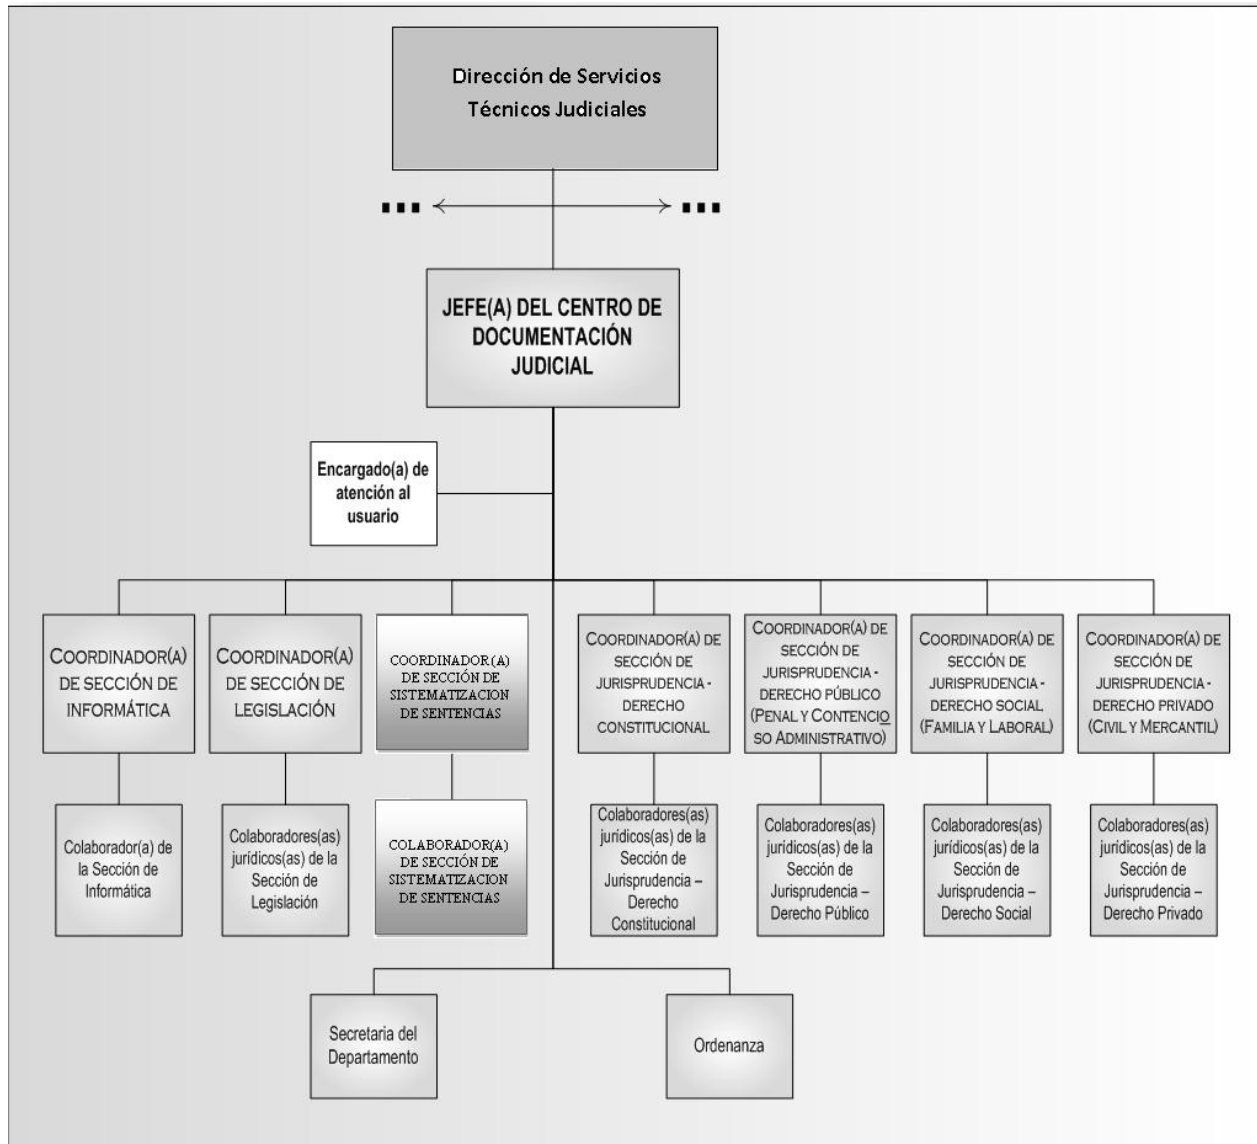 Dirección de Servicios
Técnicos Judiciales
... ...
JEFE(A) DEL CENTRO DE
DOCUMENTACIÓN
JUDICIAL
Encargado(a) de
atención al
usuario
COORDINADOR(A)
DE SECCIÓN DE
INFORMÁTICA
COORDINADOR(A)
DE SECCIÓN DE
LEGISLACIÓN
COORDINADOR(A)
DE SECCIÓN DE
SISTEMATIZACION
DE SENTENCIAS
COORDINADOR(A) DE
SECCIÓN DE
JURISPRUDENCIA -
DERECHO
CONSTITUCIONAL
COORDINADOR(A) DE
SECCIÓN DE
JURISPRUDENCIA -
DERECHO PÚBLICO
(PENAL Y CONTENCIO
SO ADMINISTRATIVO)
COORDINADOR(A) DE
SECCIÓN DE
JURISPRUDENCIA -
DERECHO SOCIAL
(FAMILIA Y LABORAL)
COORDINADOR(A) DE
SECCIÓN DE
JURISPRUDENCIA -
DERECHO PRIVADO
(CIVIL Y MERCANTIL)
Colaborador(a) de
la Sección de
Informática
Colaboradores(as)
jurídicos(as) de la
Sección de
Legislación
COLABORADOR(A)
DE SECCIÓN DE
SISTEMATIZACION
DE SENTENCIAS
Colaboradores(as)
jurídicos(as) de la
Sección de
Jurisprudencia –
Derecho
Constitucional
Colaboradores(as)
jurídicos(as) de la
Sección de
Jurisprudencia –
Derecho Público
Colaboradores(as)
jurídicos(as) de la
Sección de
Jurisprudencia –
Derecho Social
Colaboradores(as)
jurídicos(as) de la
Sección de
Jurisprudencia –
Derecho Privado
Secretaria del
Departamento
Ordenanza